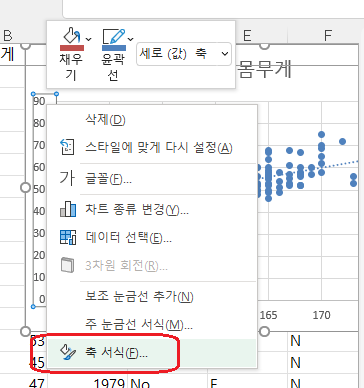 B
E
F
게
채우
기
윤곽
선
세로 (값) 축
몸무게
90
80
70
60
50
40
30
20
10
0
삭제(D)
스타일에 맞게 다시 설정(A)
가 글꼴(F)...
차트 종류 변경(Y)...
데이터 선택(E)...
3차원 회전(R)...
보조 눈금선 추가(N)
주 눈금선 서식(M)...
축 서식(F)...
165 170
53 N
45 N
47 1979 No F N